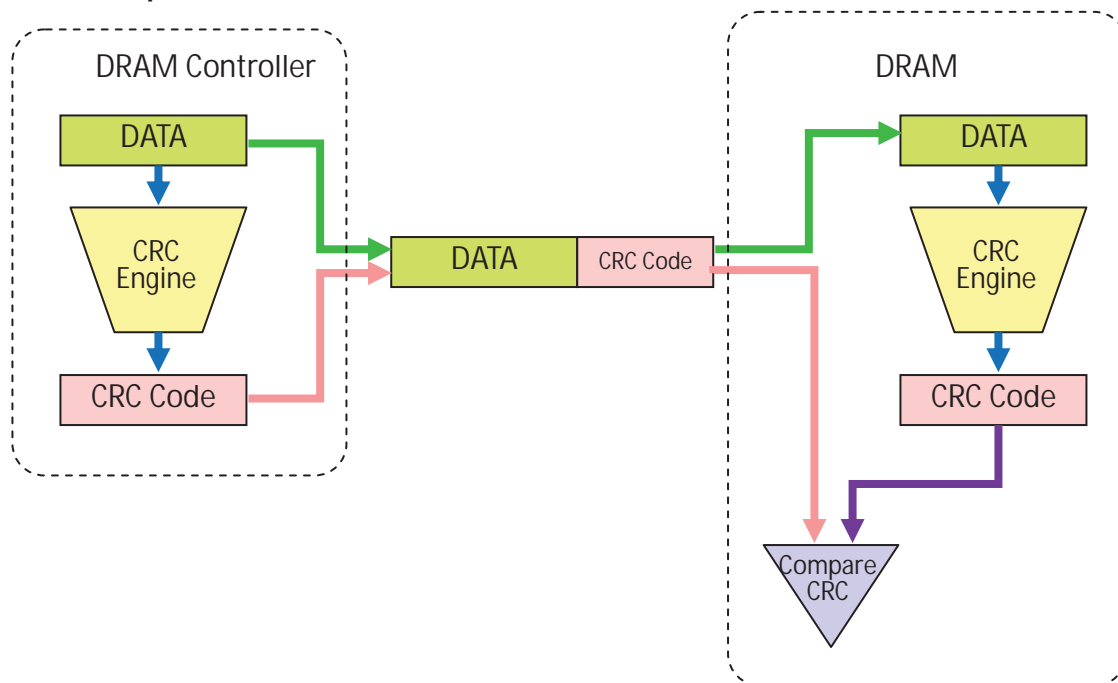 DRAM Controller
DATA
CRC
Engine
CRC Code
DATA
CRC Code
DRAM
DATA
CRC
Engine
CRC Code
Compare
CRC